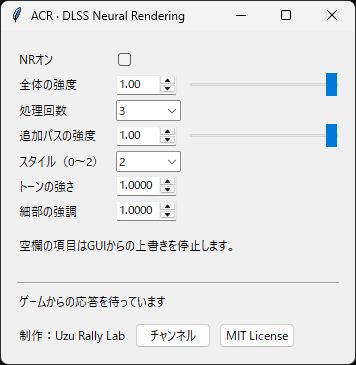 ACR · DLSS Neural Rendering
NRオン
全体の強度 1.00
処理回数 3
追加パスの強度 1.00
スタイル（0～2） 2
トーンの強さ 1.0000
細部の強調 1.0000
空欄の項目はGUIからの上書きを停止します。
ゲームからの応答を待っています
制作：Uzu Rally Lab チャンネル MIT License